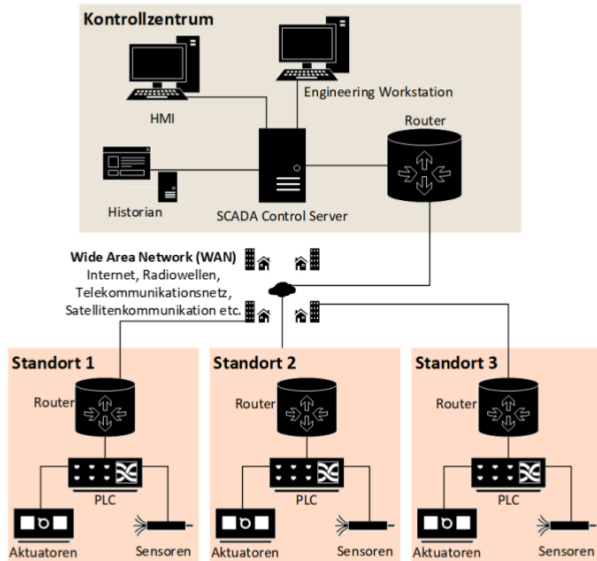 Kontrollzentrum
HMI
Engineering Workstation
Router
Historian
SCADA Control Server
Wide Area Network (WAN)
Internet, Radiowellen,
Telekommunikationsnetz,
Satellitenkommunikation etc.
Standort 1
Router
PLC
Aktuatoren
Sensoren
Standort 2
Router
PLC
Aktuatoren
Sensoren
Standort 3
Router
PLC
Aktuatoren
Sensoren